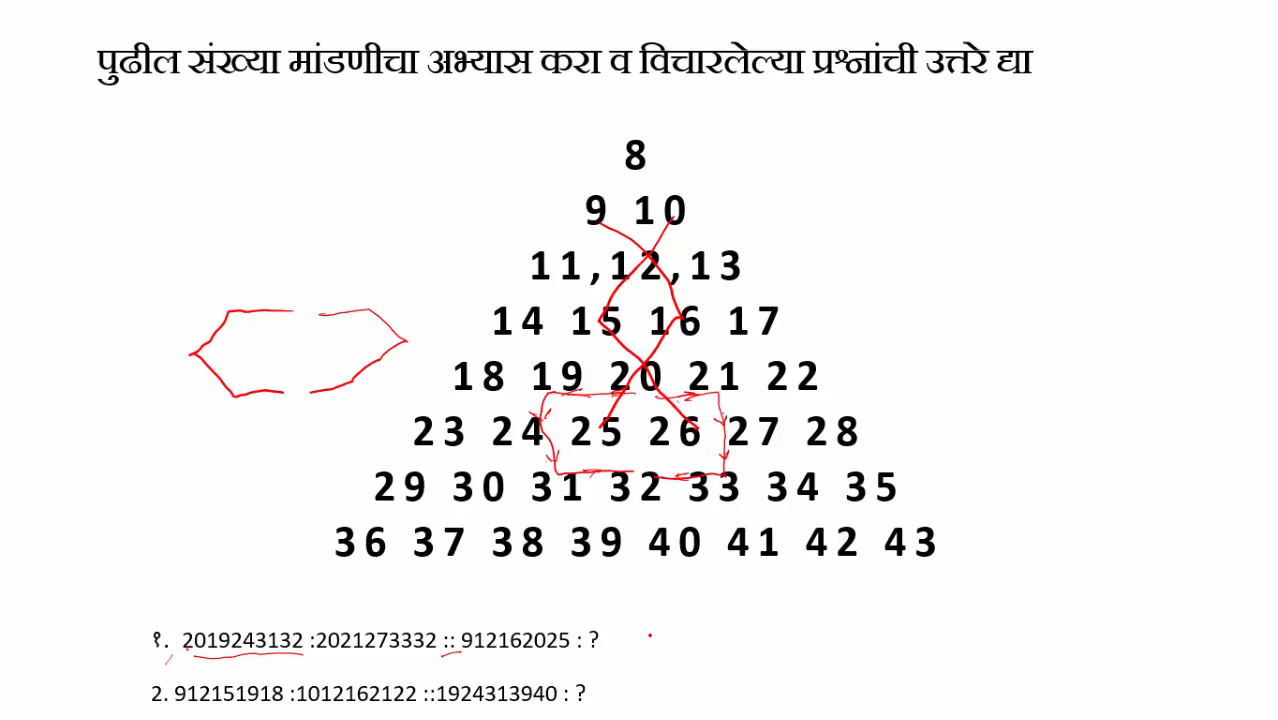 पुढील संख्या मांडणीचा अभ्यास करा व विचारलेल्या प्रश्नांची उत्तरे द्या
8
9 10
11,12,13
14 15 16 17
18 19 20 21 22
23 24 25 26 27 28
29 30 31 32 33 34 35
36 37 38 39 40 41 42 43
१. 2019243132 :2021273332 :: 912162025 : ?
2. 912151918 :1012162122 ::1924313940 : ?